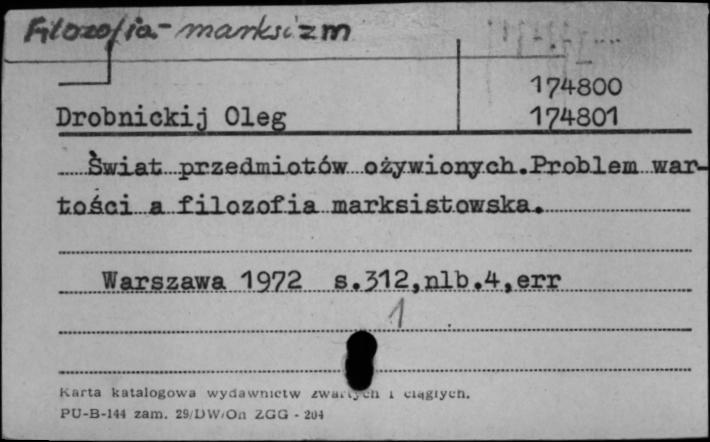 Filozofia - marksizm
174800
Drobnickij Oleg 174801
Świat przedmiotów ożywionych.Problem war-
tości a filozofia marksistowska.
Warszawa 1972 s.312,nlb.4,err
1
Karta katalogowa wydawnictw zwartych i ciągłych.
PU-B-144 zam. 29/DW/On ZGG - 204